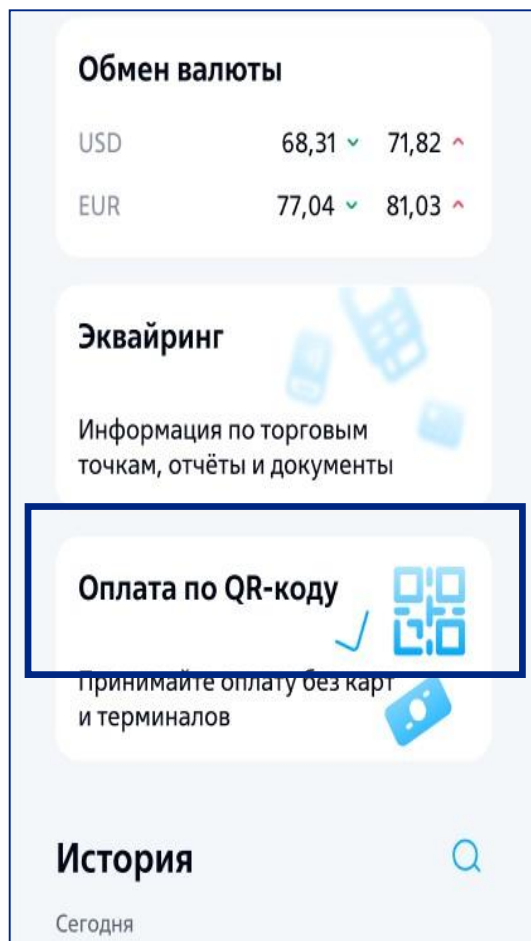 Обмен валюты
USD 68,31 71,82
EUR 77,04 81,03
Эквайринг
Информация по торговым
точкам, отчёты и документы
Оплата по QR-коду
Принимайте оплату без карт
и терминалов
История
Сегодня